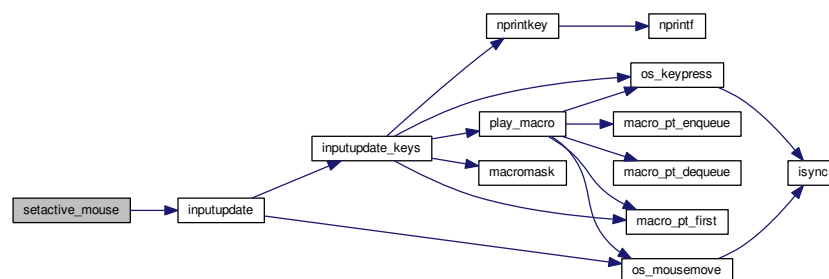 nprintkey
nprintf
os_keypress
play_macro
macro_pt_enqueue
inputupdate_keys
macromask
macro_pt_dequeue
isync
setactive_mouse
inputupdate
macro_pt_first
os_mousemove